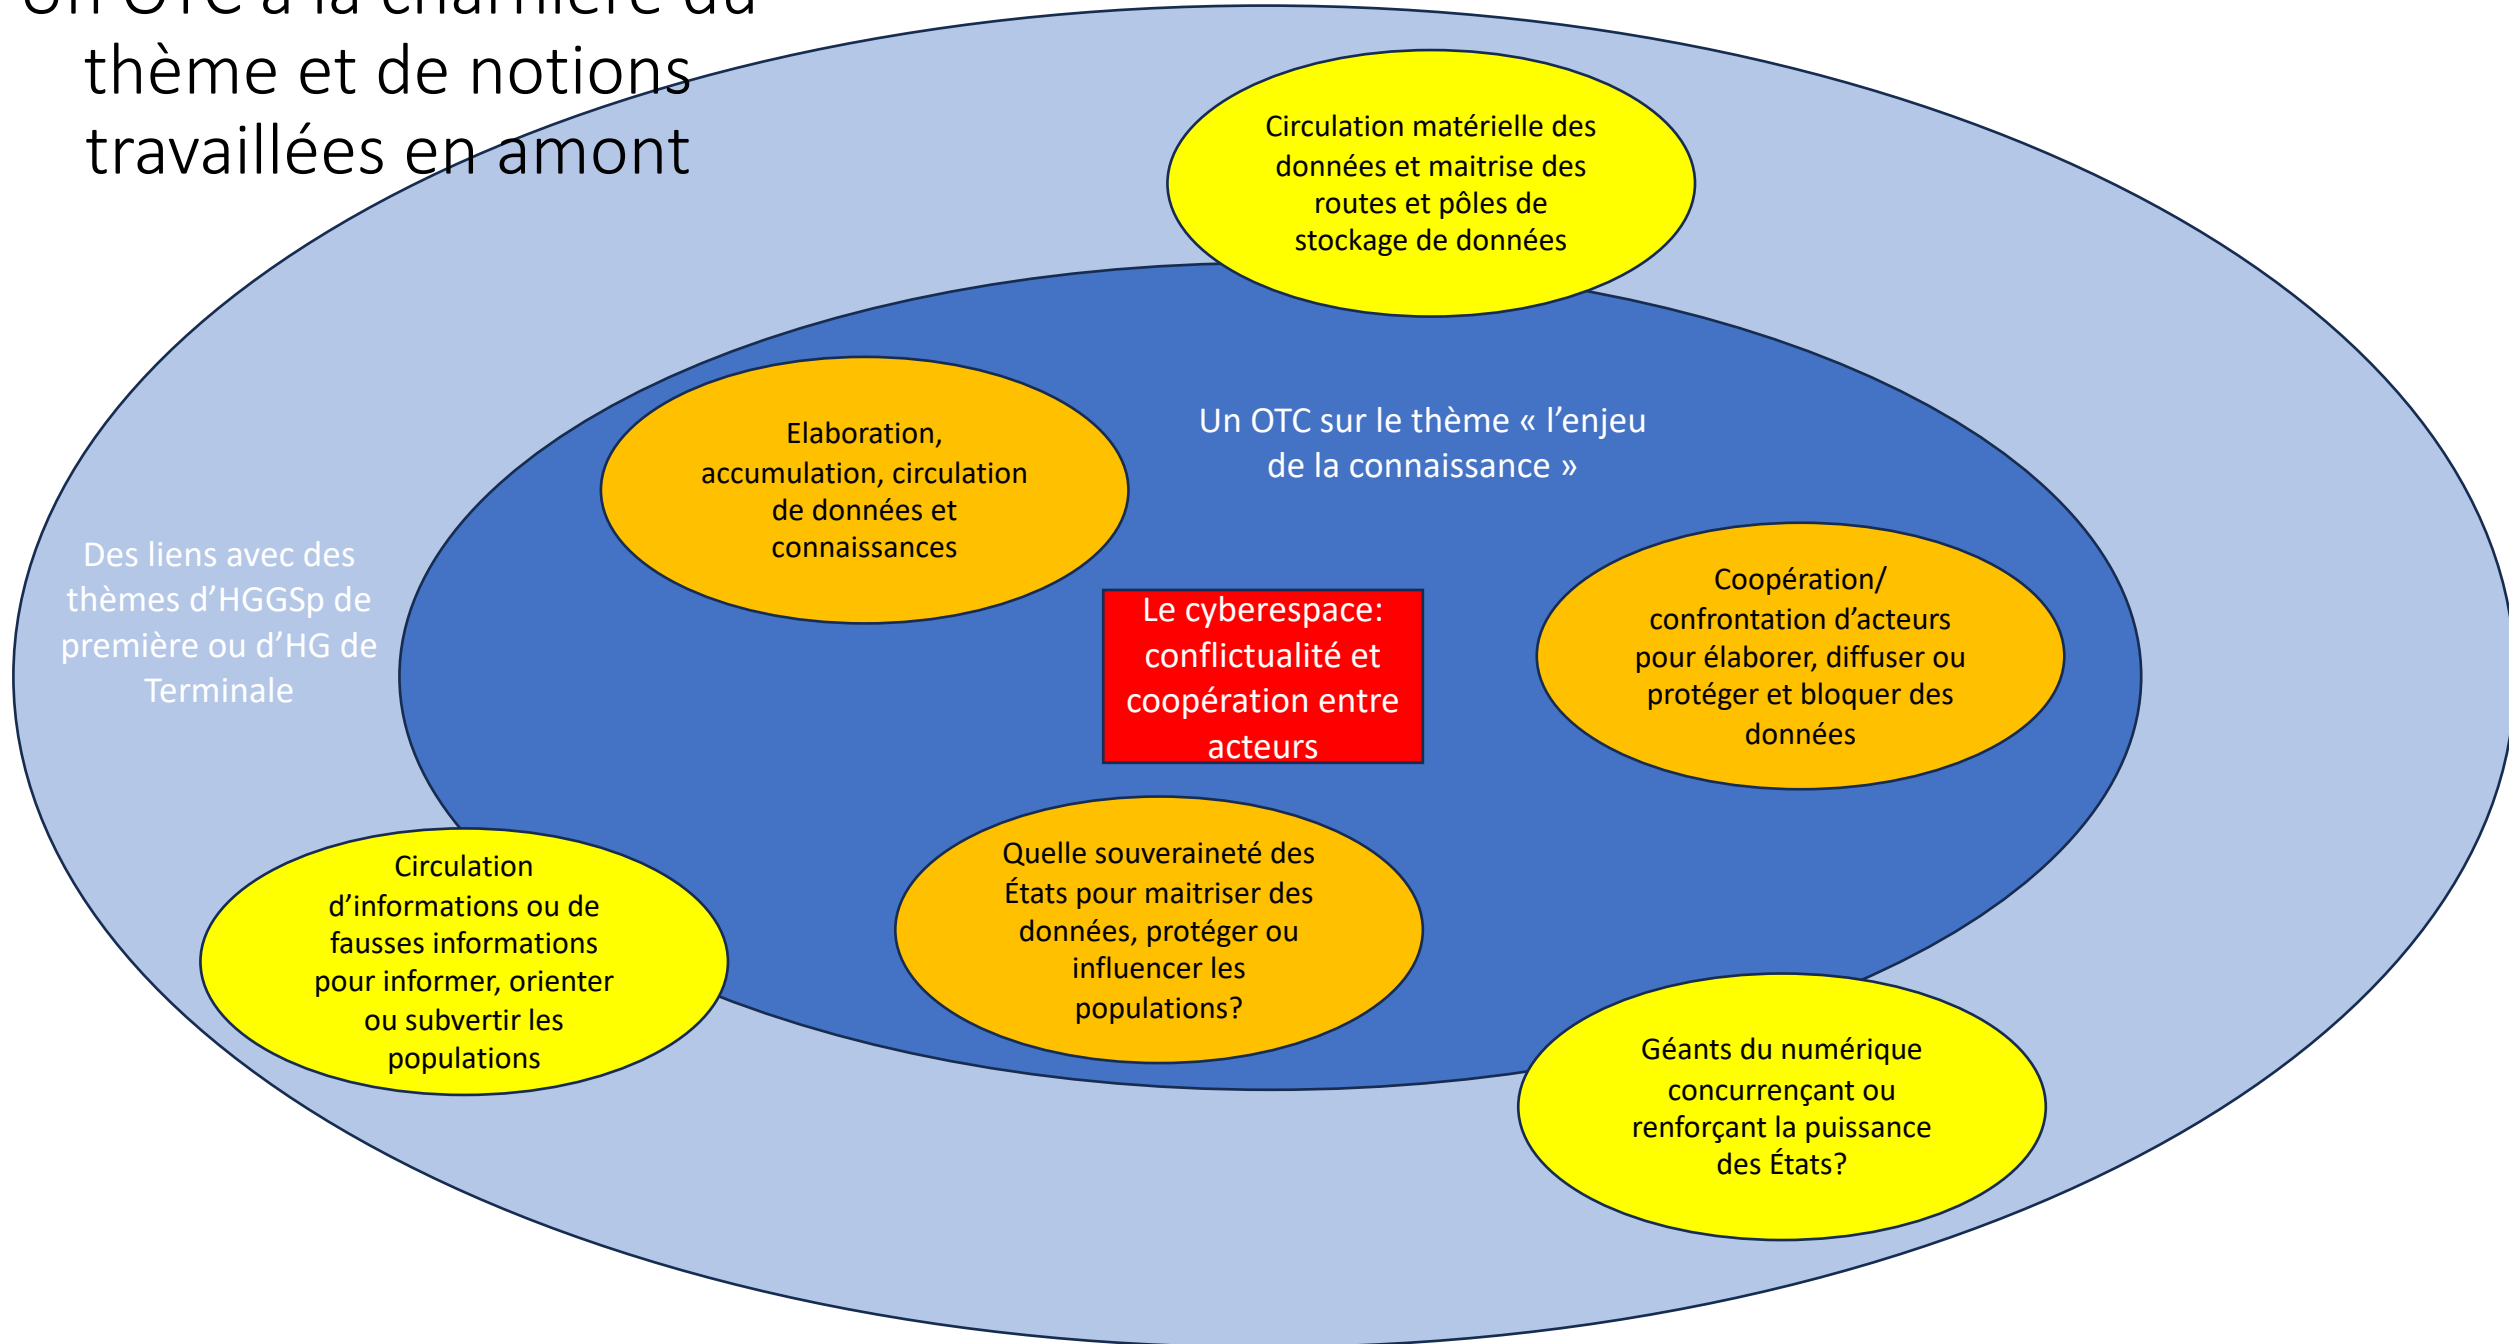 Un OTC à la charnière du
thème et de notions
travaillées en amont
Circulation matérielle des
données et maitrise des
routes et pôles de
stockage de données
Elaboration,
accumulation, circulation
de données et
connaissances
Un OTC sur le thème « l’enjeu
de la connaissance »
Des liens avec des
thèmes d’HGGSp de
première ou d’HG de
Terminale
Le cyberespace:
conflictualité et
coopération entre
acteurs
Coopération/
confrontation d’acteurs
pour élaborer, diffuser ou
protéger et bloquer des
données
Circulation
d’informations ou de
fausses informations
pour informer, orienter
ou subvertir les
populations
Quelle souveraineté des
États pour maitriser des
données, protéger ou
influencer les
populations?
Géants du numérique
concurrençant ou
renforçant la puissance
des États?